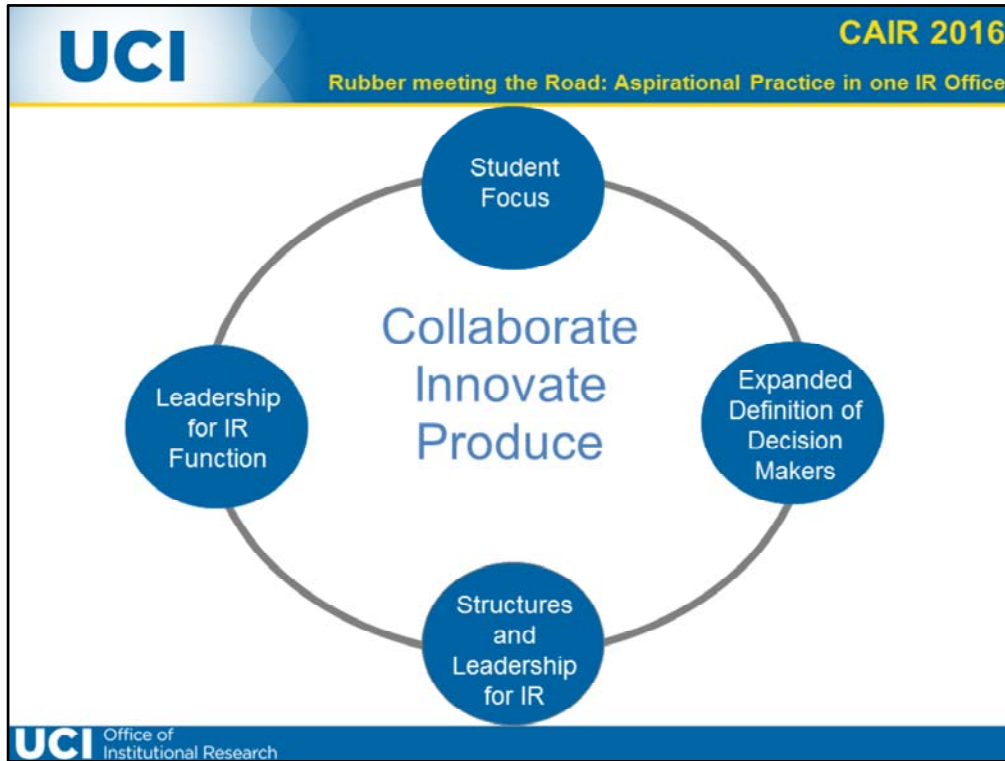 UCI
CAIR 2016
Rubber meeting the Road: Aspirational Practice in one IR Office
Student
Focus
Collaborate
Innovate
Produce
Leadership
for IR
Function
Expanded
Definition of
Decision
Makers
Structures
and
Leadership
for IR
UCI
Office of
Institutional Research